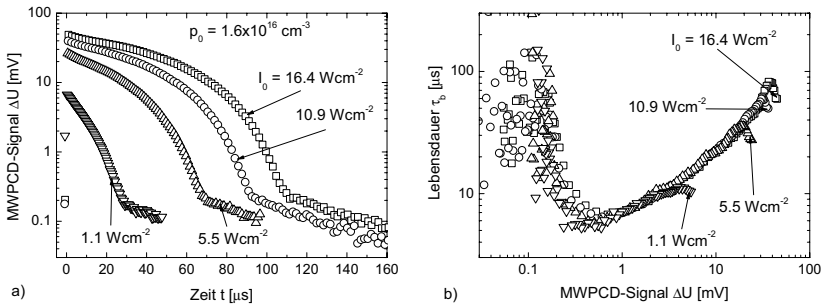 p₀ = 1.6x10¹⁶ cm⁻³
I₀ = 16.4 Wcm⁻²
10.9 Wcm⁻²
1.1 Wcm⁻²
5.5 Wcm⁻²
100
10
1
0.1
MWPCD-Signal ΔU [mV]
0 20 40 60 80 100 120 140 160
a) Zeit t [µs]
I₀ = 16.4 Wcm⁻²
10.9 Wcm⁻²
5.5 Wcm⁻²
1.1 Wcm⁻²
100
10
Lebensdauer τb [µs]
0.1 1 10 100
b) MWPCD-Signal ΔU [mV]